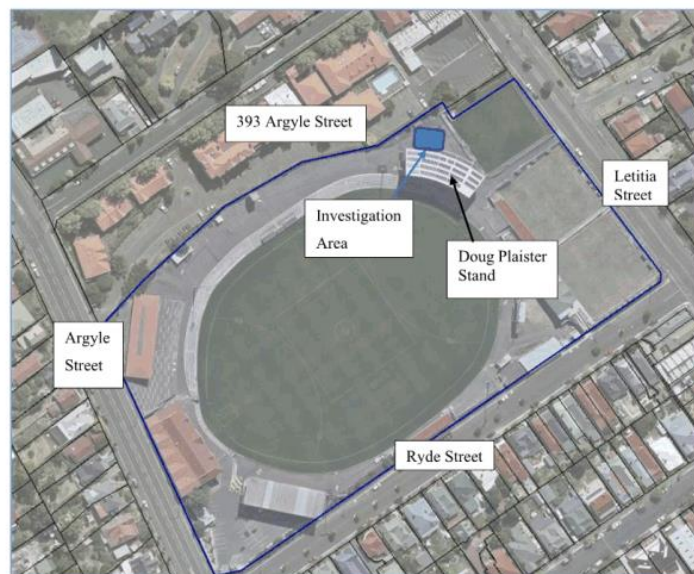 393 Argyle Street
Letitia
Street
Investigation
Area
Doug Plaister
Stand
Argyle
Street
Ryde Street